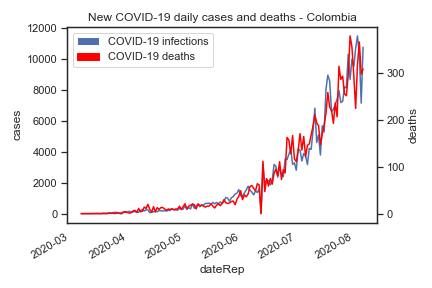 New COVID-19 daily cases and deaths - Colombia
COVID-19 infections
COVID-19 deaths
12000
10000
8000
6000
4000
2000
0
cases
300
200
100
0
deaths
2020-03
2020-04
2020-05
2020-06
2020-07
2020-08
dateRep